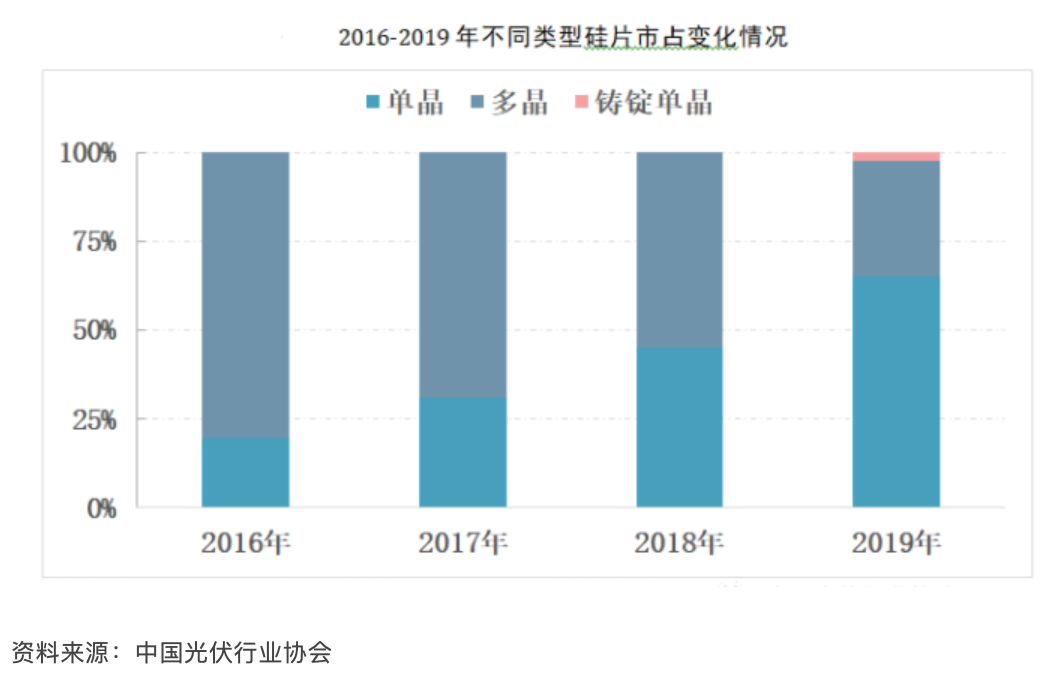 2016-2019 年不同类型硅片市占变化情况
单晶 多晶 铸锭单晶
100%
75%
50%
25%
0%
2016年 2017年 2018年 2019年
资料来源：中国光伏行业协会